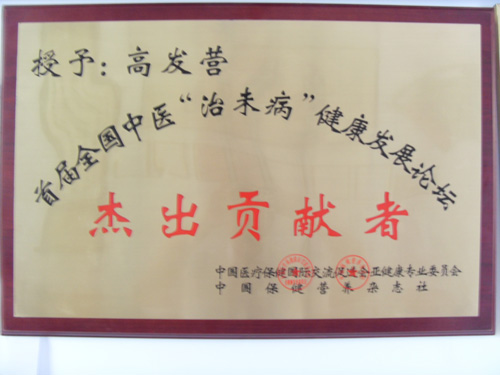 授予：高发营
首届全国中医“治未病”健康发展论坛
杰出贡献者
中国医疗保健国际交流促进会亚健康专业委员会
中国保健营养杂志社